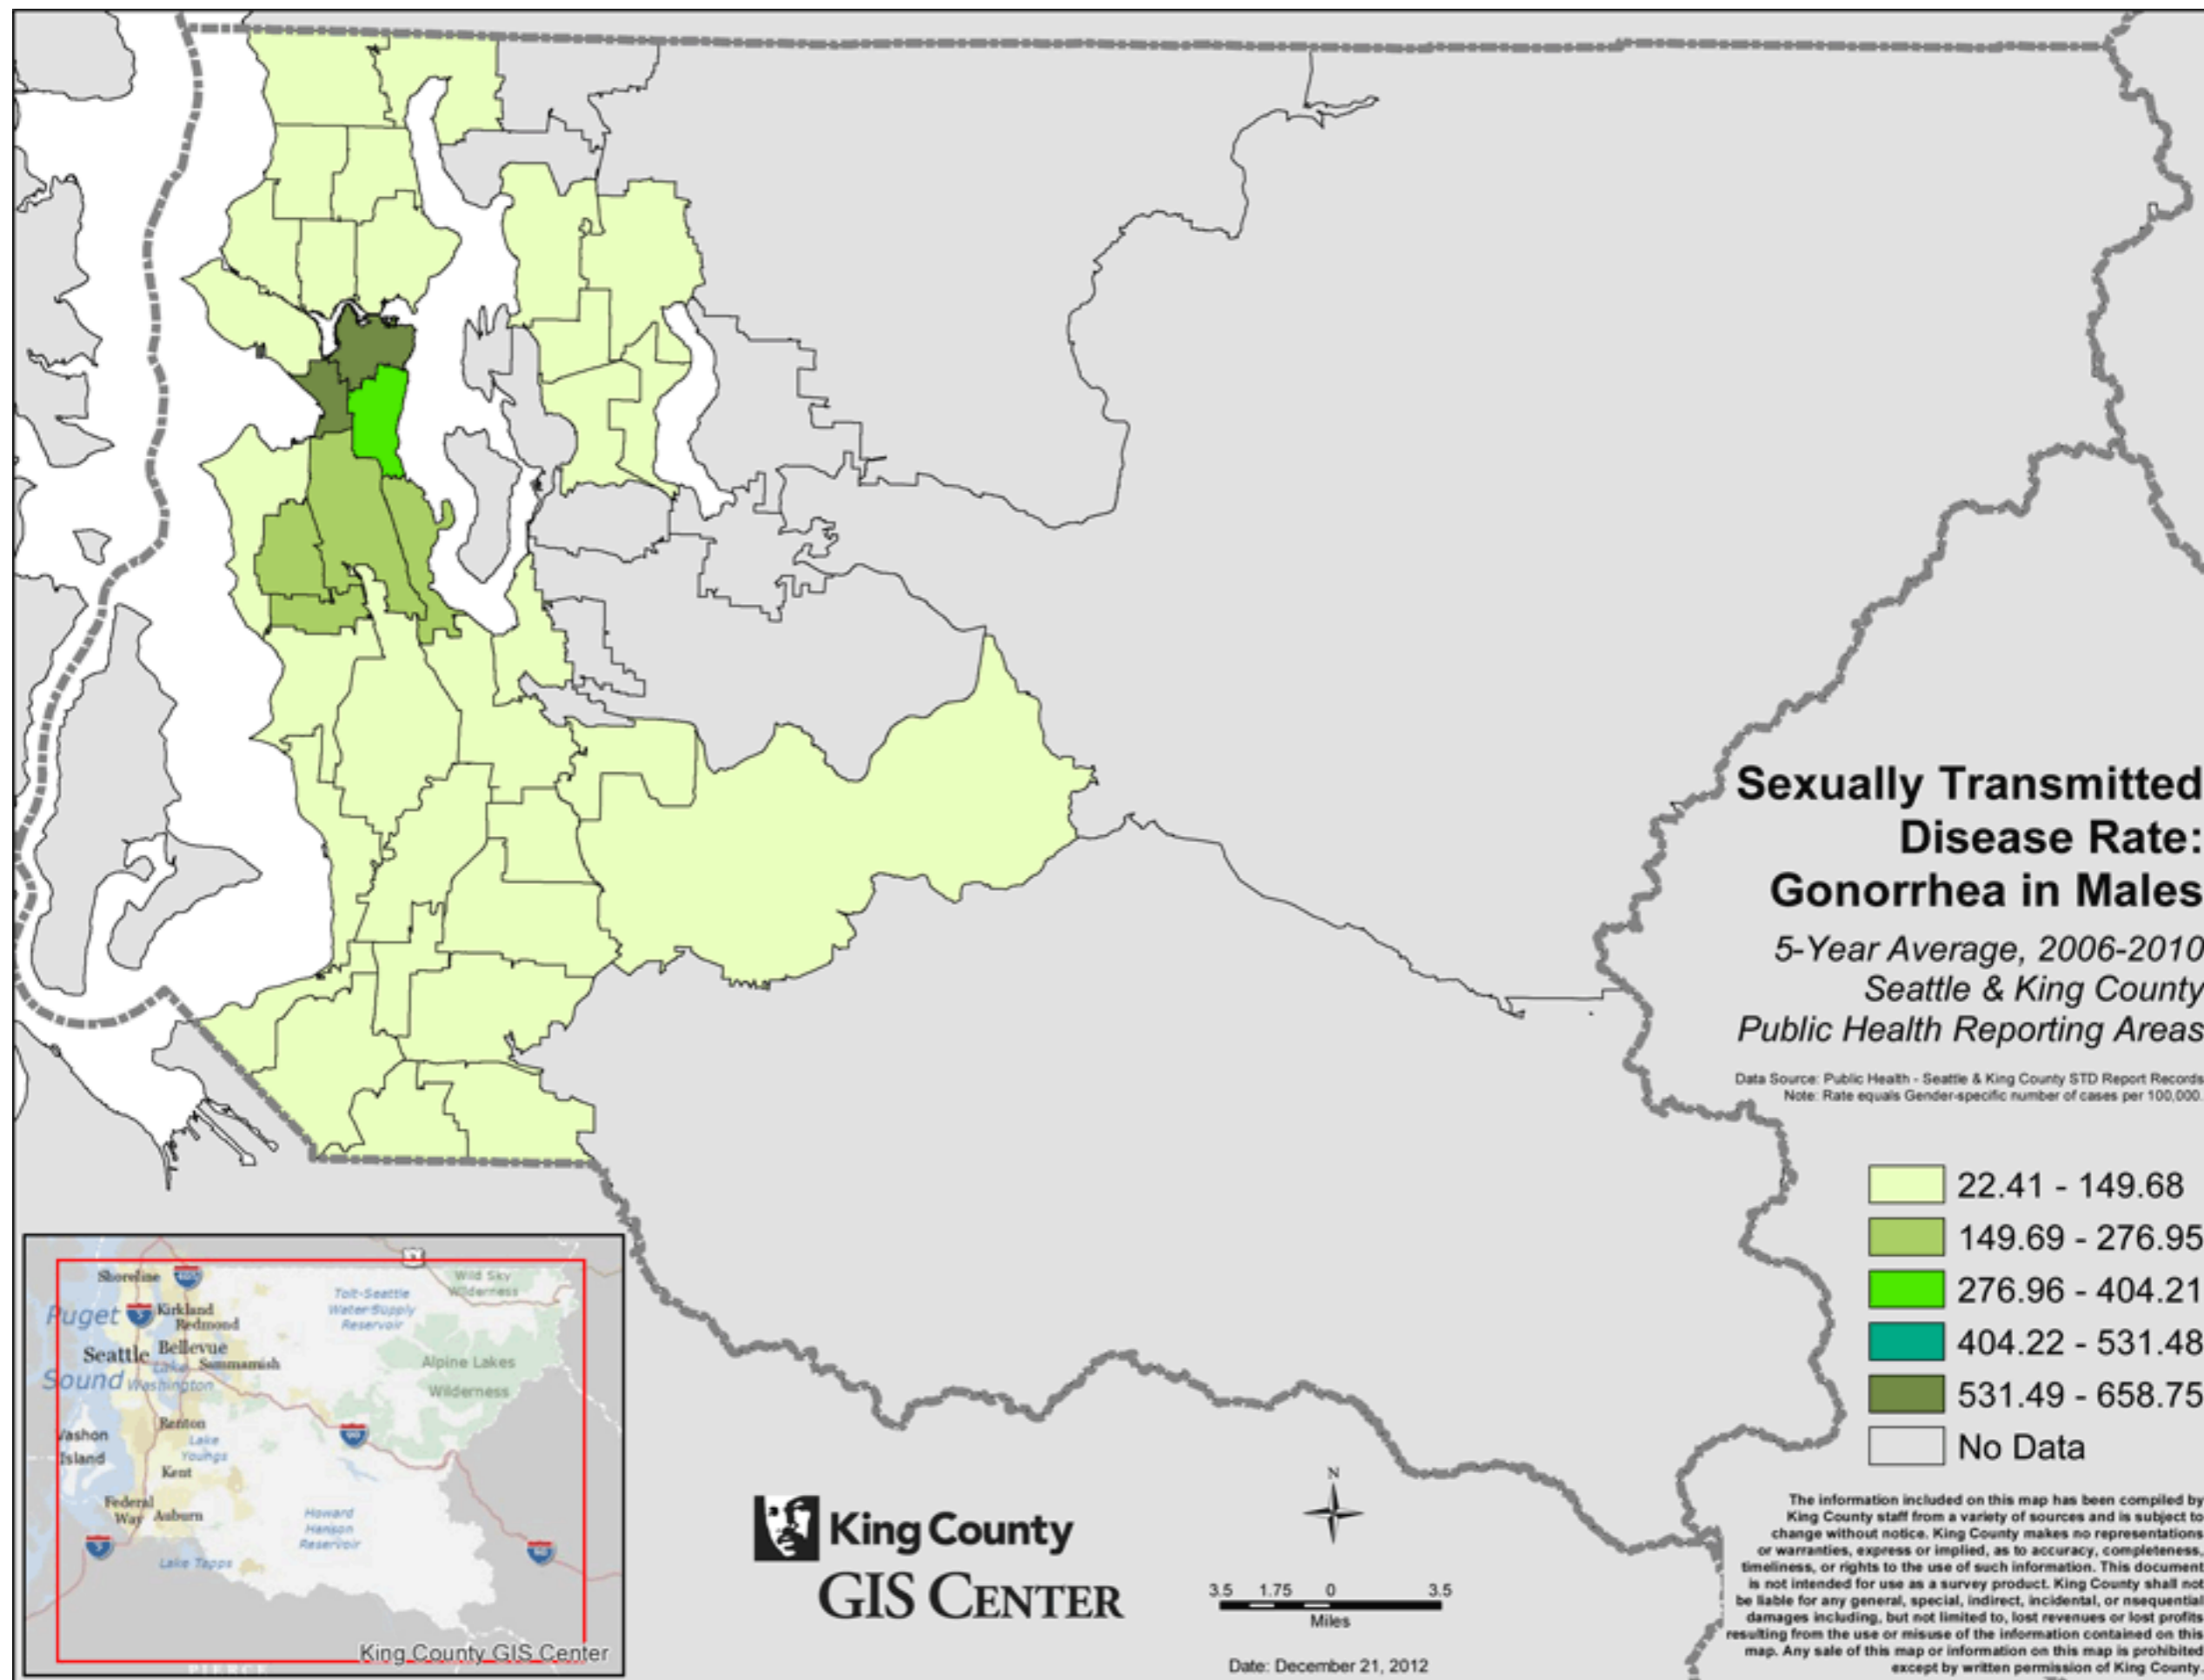 Sexually Transmitted
Disease Rate:
Gonorrhea in Males
5-Year Average, 2006-2010
Seattle & King County
Public Health Reporting Areas
Data Source: Public Health - Seattle & King County STD Report Records
Note: Rate equals Gender-specific number of cases per 100,000.
22.41 - 149.68
149.69 - 276.95
276.96 - 404.21
404.22 - 531.48
531.49 - 658.75
No Data
The information included on this map has been compiled by
King County staff from a variety of sources and is subject to
change without notice. King County makes no representations
or warranties, express or implied, as to accuracy, completeness,
timeliness, or rights to the use of such information. This document
is not intended for use as a survey product. King County shall not
be liable for any general, special, indirect, incidental, or nsequential
damages including, but not limited to, lost revenues or lost profits
resulting from the use or misuse of the information contained on this
map. Any sale of this map or information on this map is prohibited
except by written permission of King County.
Shoreline
405
Wild Sky
Wilderness
Tolt-Seattle
Water Supply
Reservoir
Puget
5
Kirkland
Redmond
Seattle
Bellevue
Sammamish
Sound
Lake
Washington
Alpine Lakes
Wilderness
Renton
Vashon
Island
Lake
Youngs
90
Kent
Federal
Way
Auburn
Howard
Hanson
Reservoir
5
Lake Tapps
90
King County GIS Center
PIERCE
King County
GIS CENTER
N
3.5 1.75 0 3.5
Miles
Date: December 21, 2012